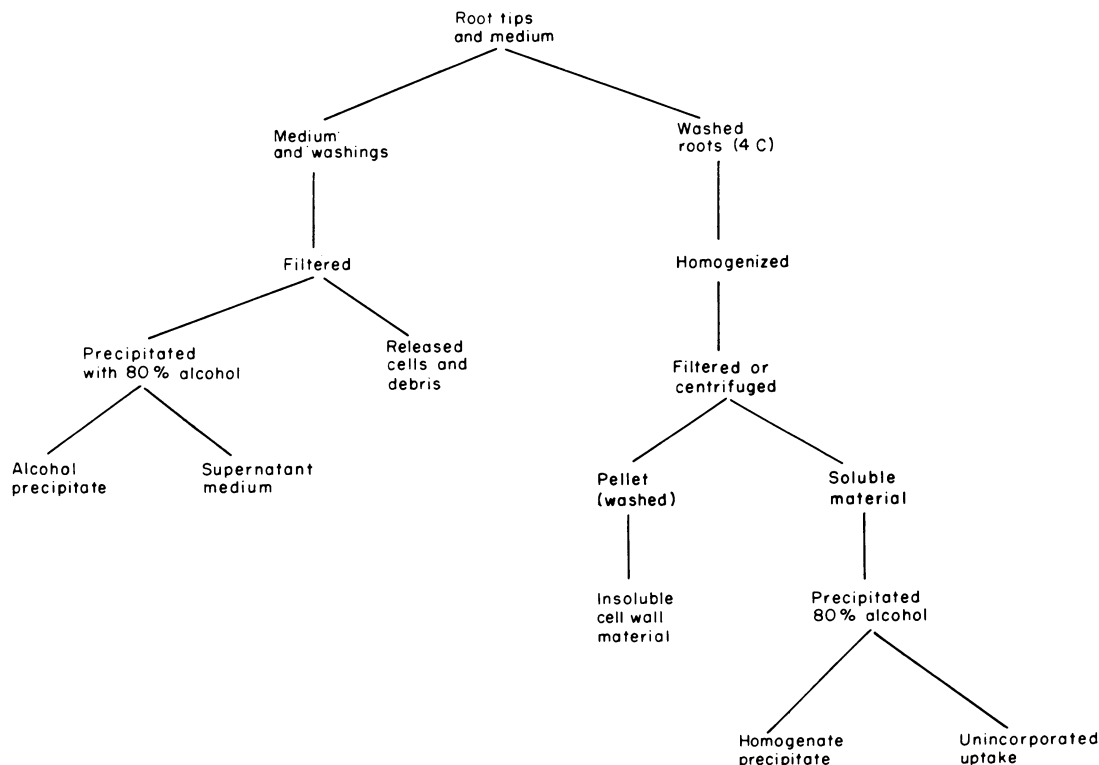 Root tips
and medium
Medium
and washings
Washed
roots (4 C)
Filtered
Homogenized
Precipitated
with 80% alcohol
Released
cells and
debris
Filtered or
centrifuged
Alcohol
precipitate
Supernatant
medium
Pellet
(washed)
Soluble
material
Insoluble
cell wall
material
Precipitated
80% alcohol
Homogenate
precipitate
Unincorporated
uptake